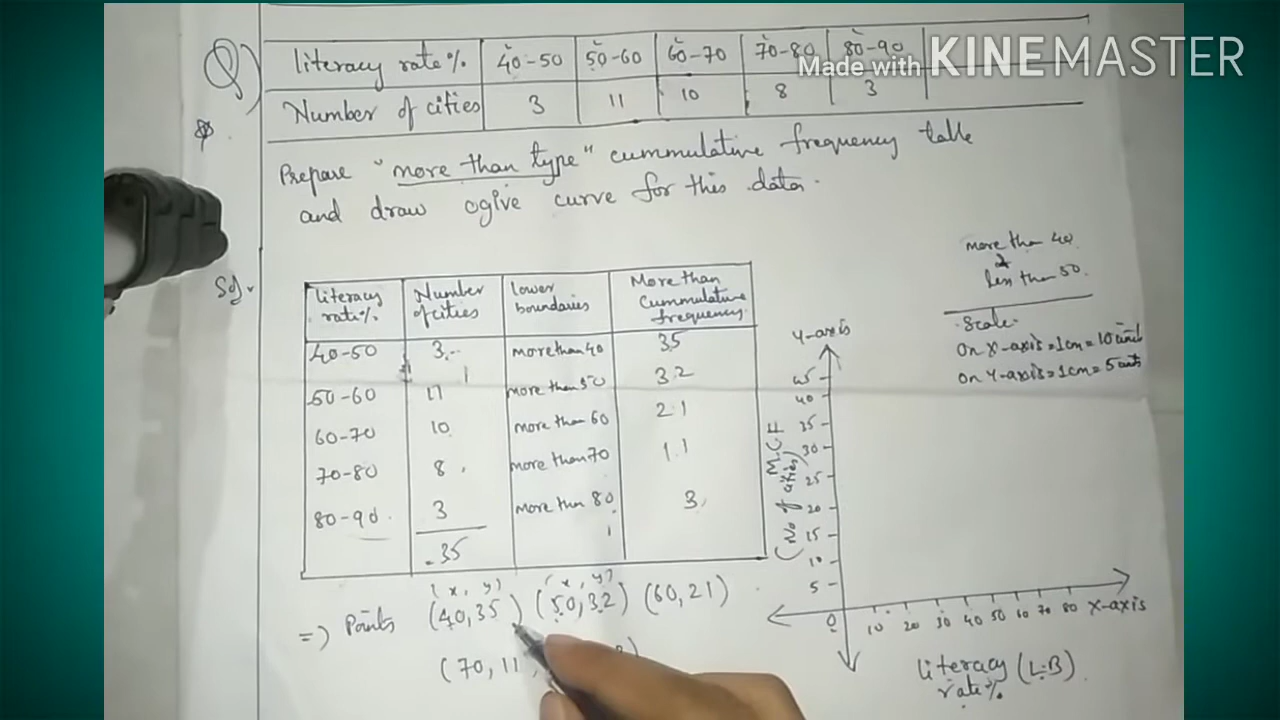 Made with KINEMASTER
Q)
literacy rate% 40-50 50-60 60-70 70-80 80-90
Number of cities 3 11 10 8 3
Prepare "more than type" cummulative frequency table
and draw ogive curve for this data.
Sol.
literacy rate% Number of cities lower boundaries More than cummulative frequency
40-50 3 more than 40 35
50-60 11 more than 50 32
60-70 10 more than 60 21
70-80 8 more than 70 11
80-90 3 more than 80 3
35
(x, y) (x, y)
=) Points (40,35) (50,32) (60,21)
(70,11
more than 40
&
less than 50
Scale
On X-axis=1cm=10 units
on Y-axis=1cm=5 units
Y-axis
45
40
35
30
25
20
15
10
5
M.C.F
0 10 20 30 40 50 60 70 80 X-axis
literacy (L.B)
rate%